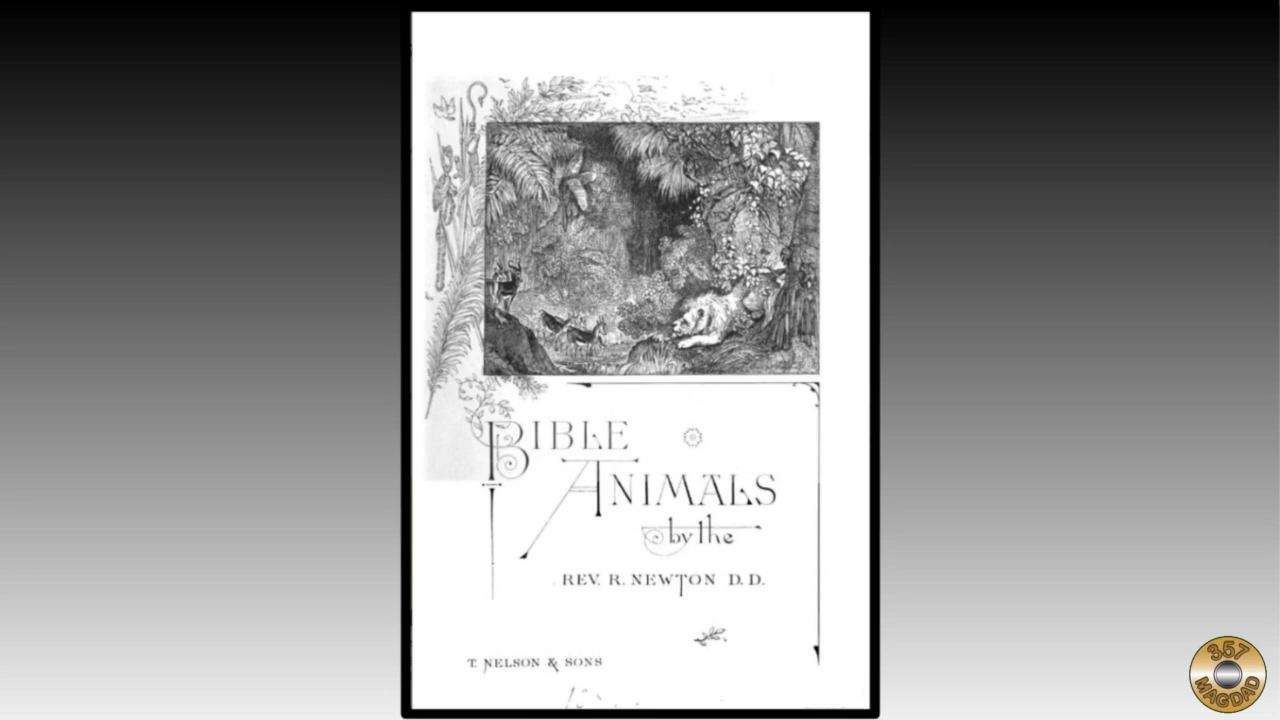 BIBLE
ANIMALS
by the
REV. R. NEWTON D. D.
T. NELSON & SONS
357
MAGDAD